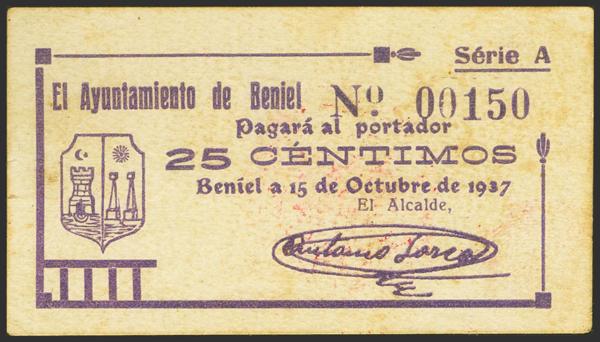 Série A
El Ayuntamiento de Beniel Nº 00150
Pagará al portador
25 CÉNTIMOS
Beniel a 15 de Octubre de 1937
El Alcalde,